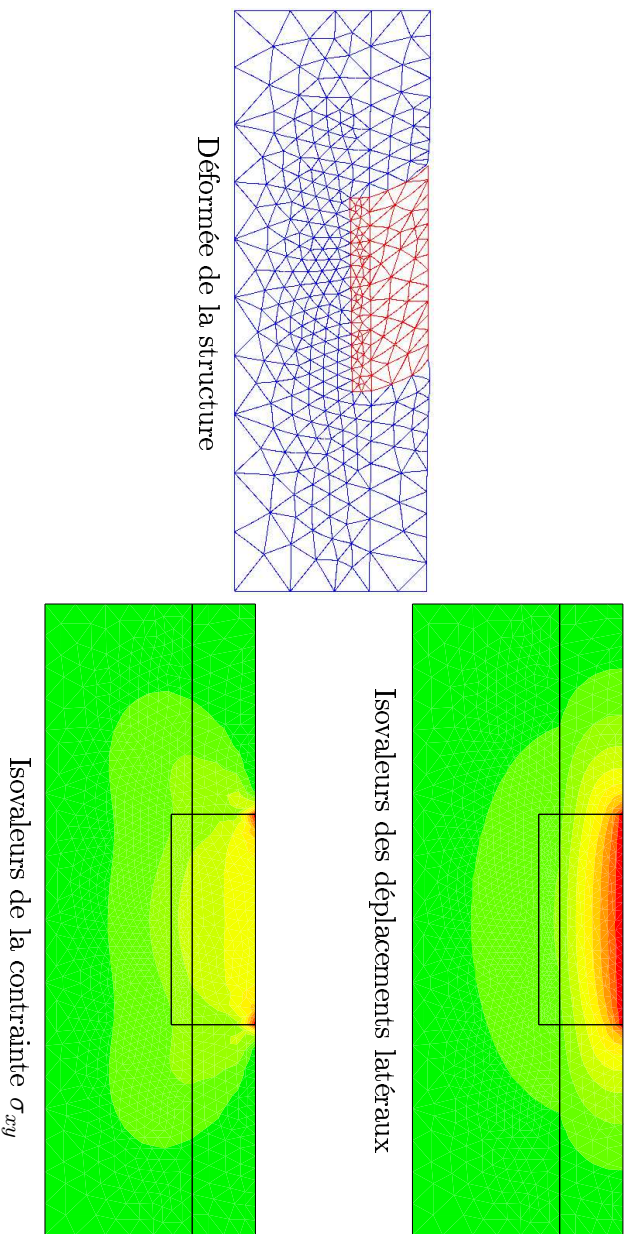 Déformée de la structure
Isovaleurs des déplacements latéraux
Isovaleurs de la contrainte σxy